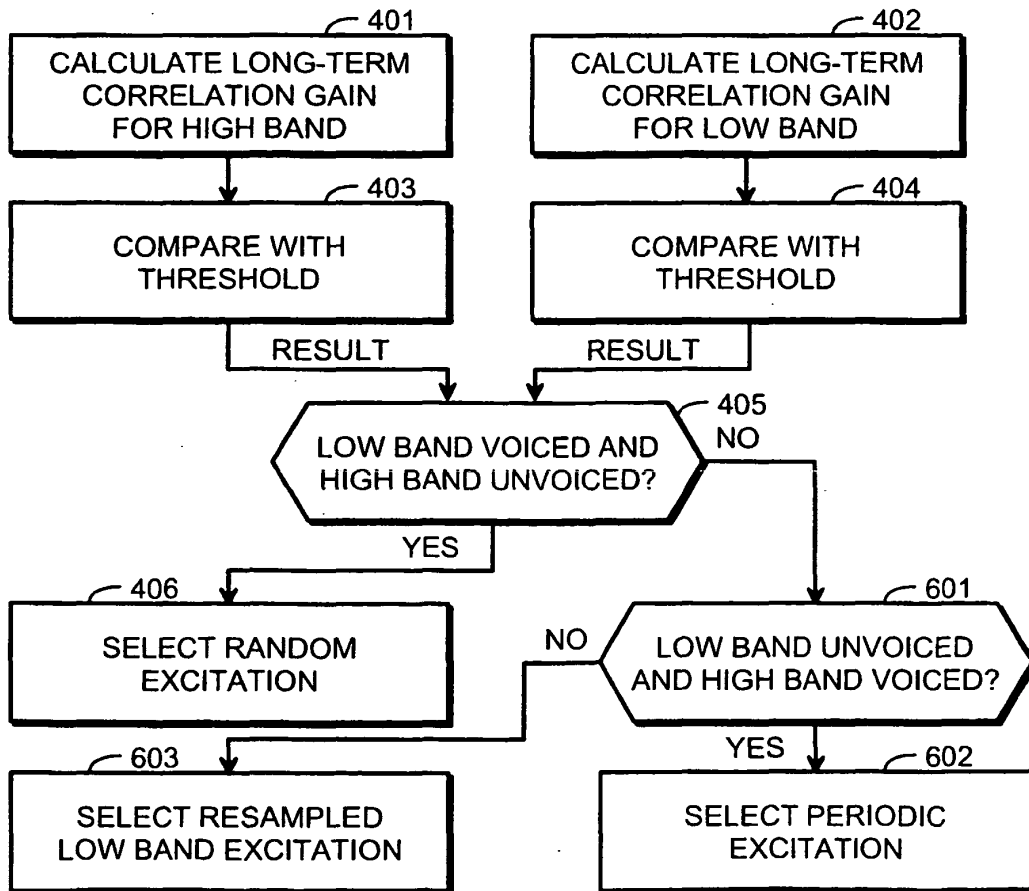 401
CALCULATE LONG-TERM
CORRELATION GAIN
FOR HIGH BAND
402
CALCULATE LONG-TERM
CORRELATION GAIN
FOR LOW BAND
403
COMPARE WITH
THRESHOLD
404
COMPARE WITH
THRESHOLD
RESULT
RESULT
405
LOW BAND VOICED AND
HIGH BAND UNVOICED?
NO
YES
406
SELECT RANDOM
EXCITATION
601
LOW BAND UNVOICED
AND HIGH BAND VOICED?
NO
YES
603
SELECT RESAMPLED
LOW BAND EXCITATION
602
SELECT PERIODIC
EXCITATION